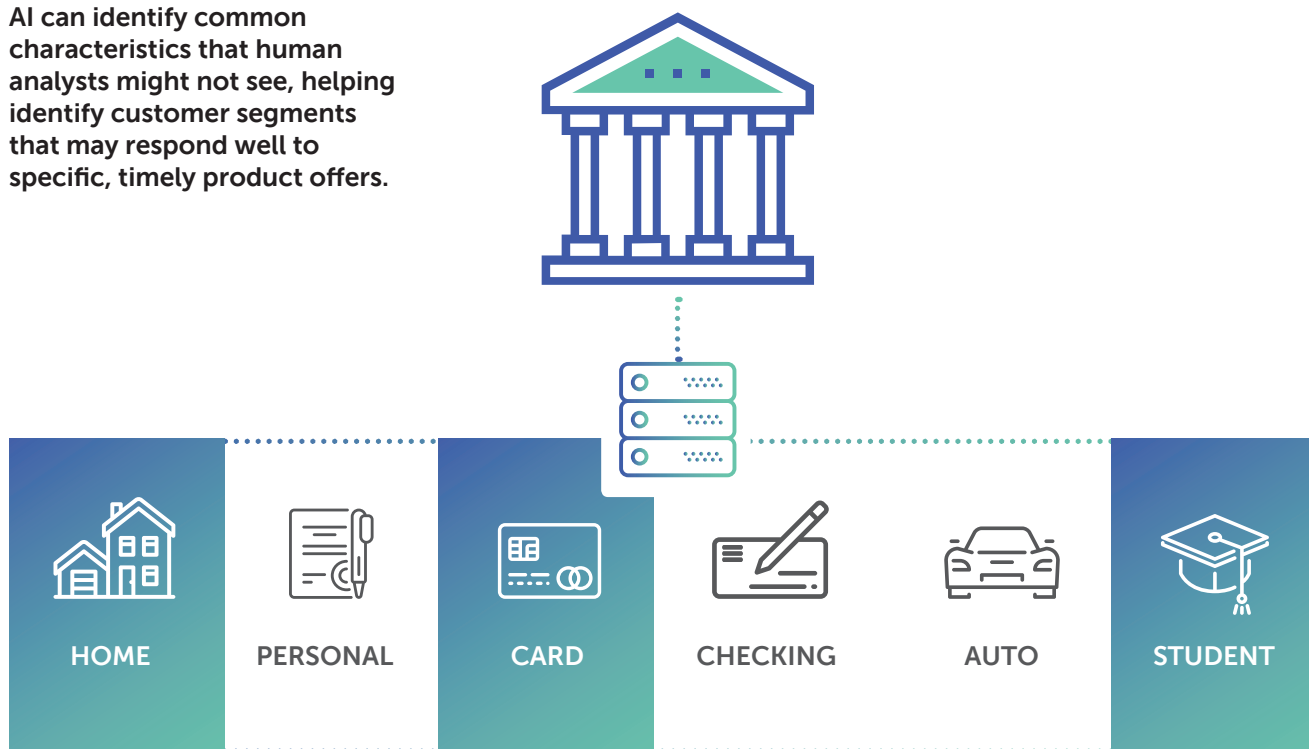 AI can identify common
characteristics that human
analysts might not see, helping
identify customer segments
that may respond well to
specific, timely product offers.
HOME
PERSONAL
CARD
CHECKING
AUTO
STUDENT